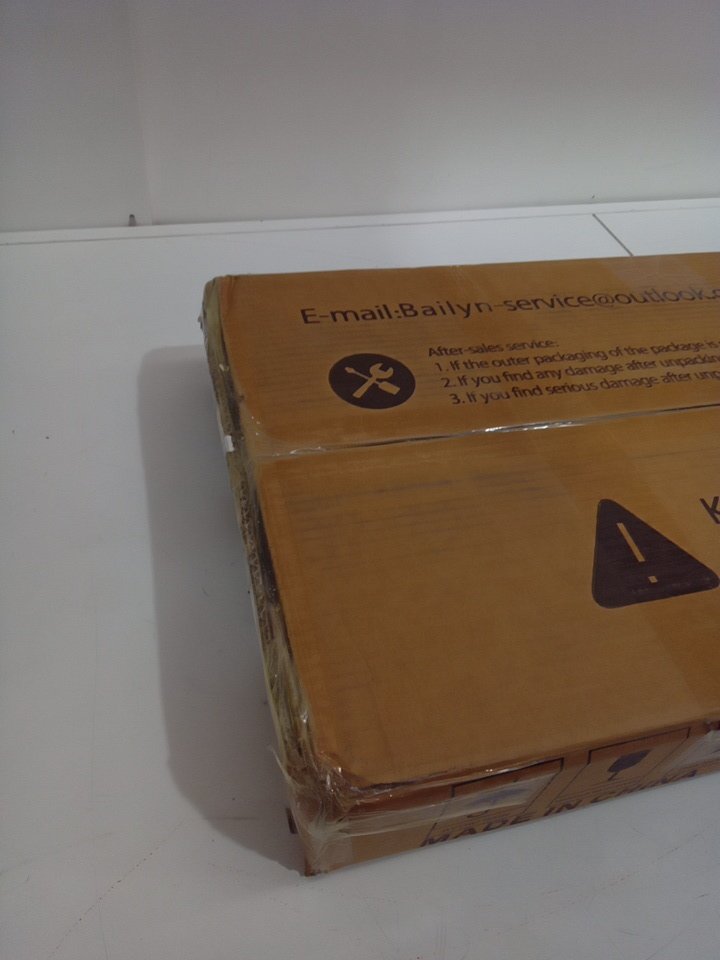 E-mail:Bailyn-service@outlook.c
After-sales service:
1. If the outer packaging of the package is
2. If you find any damage after unpackin
3. If you find serious damage after unp
K
MADE IN CHINA